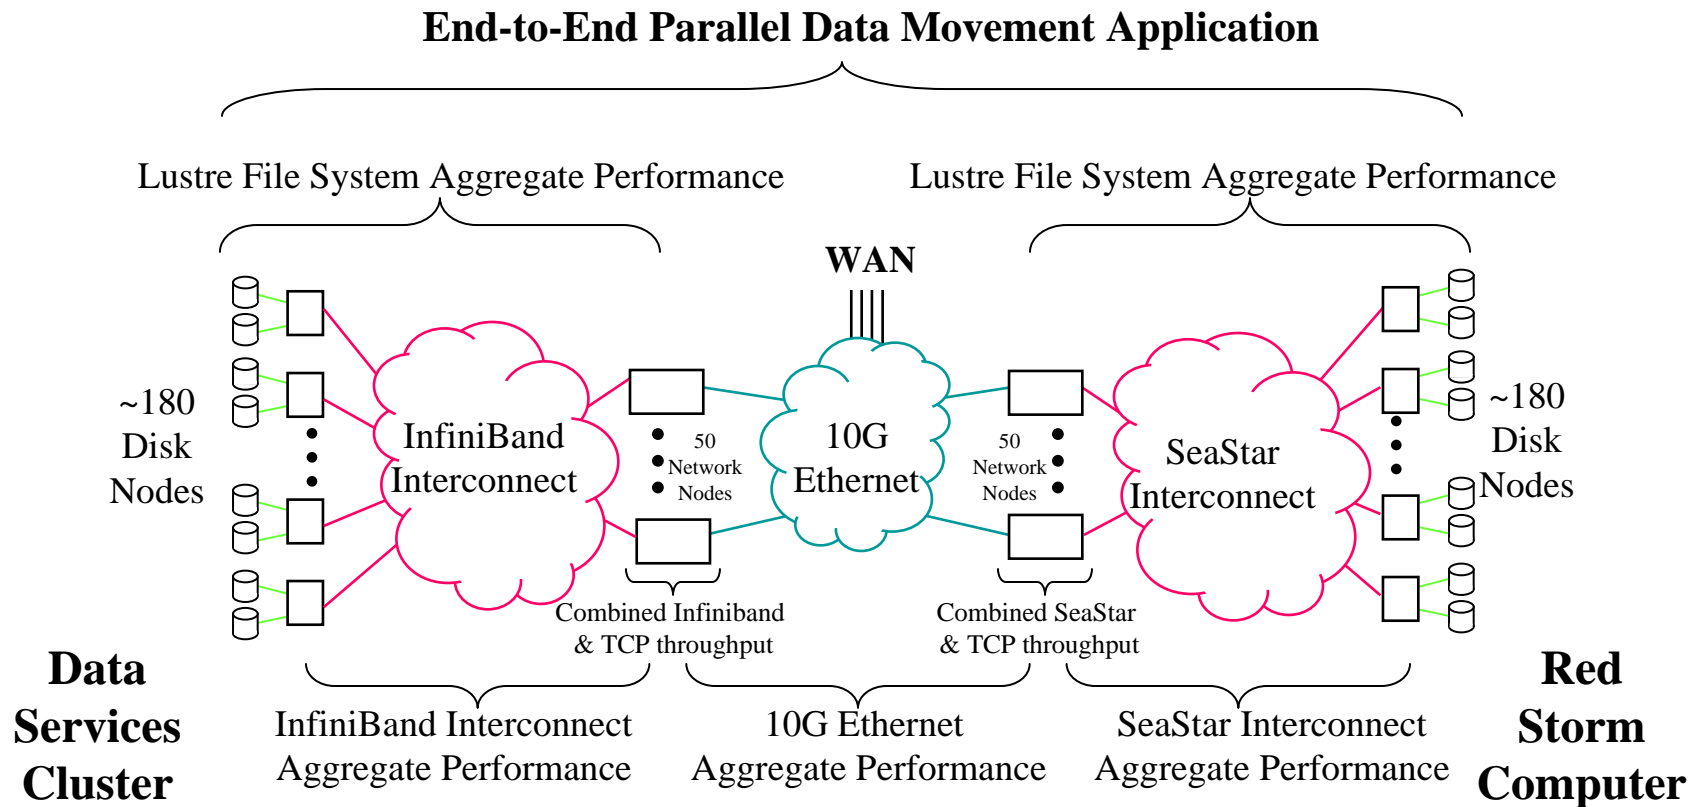 End-to-End Parallel Data Movement Application
Lustre File System Aggregate Performance
Lustre File System Aggregate Performance
WAN
~180
Disk
Nodes
InfiniBand
Interconnect
50
Network
Nodes
10G
Ethernet
50
Network
Nodes
SeaStar
Interconnect
~180
Disk
Nodes
Combined Infiniband
& TCP throughput
Combined SeaStar
& TCP throughput
Data
Services
Cluster
InfiniBand Interconnect
Aggregate Performance
10G Ethernet
Aggregate Performance
SeaStar Interconnect
Aggregate Performance
Red
Storm
Computer